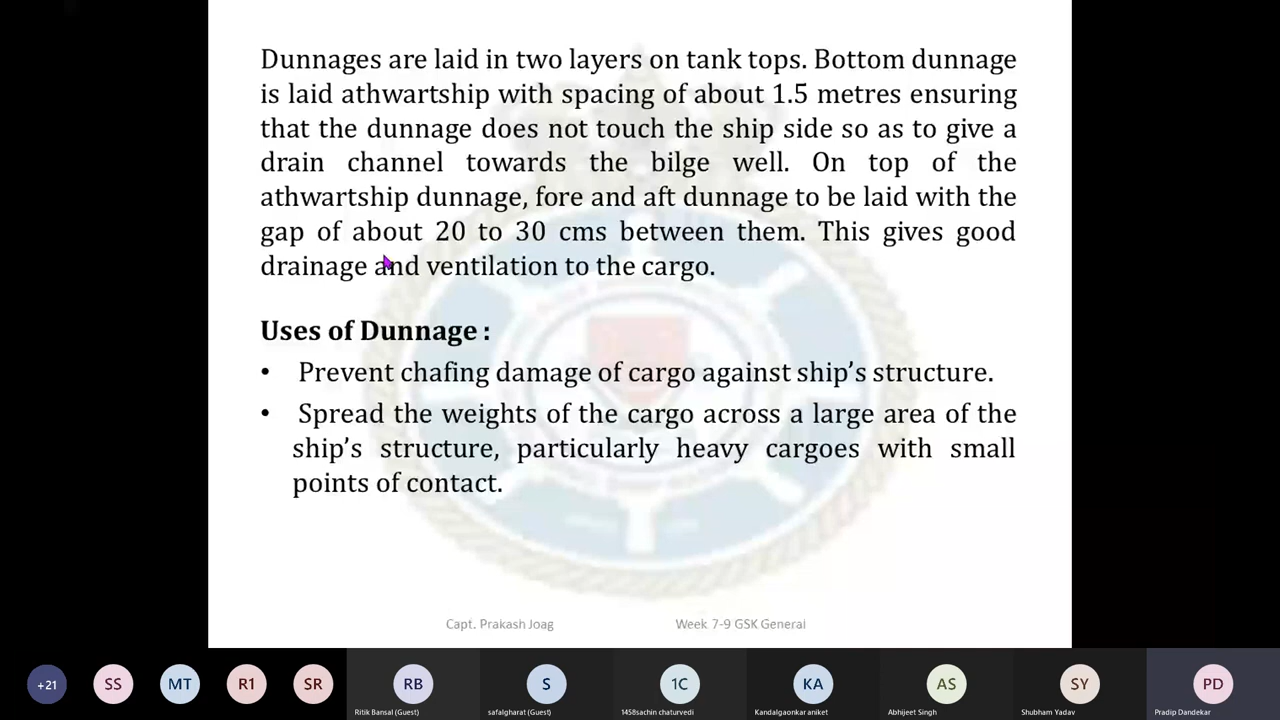 Dunnages are laid in two layers on tank tops. Bottom dunnage
is laid athwartship with spacing of about 1.5 metres ensuring
that the dunnage does not touch the ship side so as to give a
drain channel towards the bilge well. On top of the
athwartship dunnage, fore and aft dunnage to be laid with the
gap of about 20 to 30 cms between them. This gives good
drainage and ventilation to the cargo.
Uses of Dunnage :
• Prevent chafing damage of cargo against ship's structure.
• Spread the weights of the cargo across a large area of the
ship's structure, particularly heavy cargoes with small
points of contact.
Capt. Prakash Joag Week 7-9 GSK General
+21 SS MT R1 SR RB S 1C KA AS SY PD
Ritik Bansal (Guest) safalgharat (Guest) 1458sachin chaturvedi Kandalgaonkar aniket Abhijeet Singh Shubham Yadav Pradip Dandekar